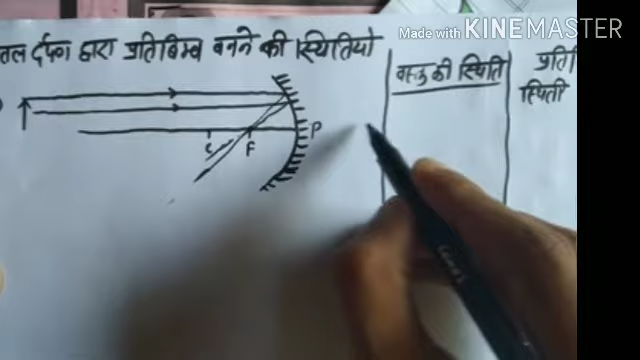 Made with KINEMASTER
तल दर्पण द्वारा प्रतिबिम्ब बनने की स्थितियो
वस्तु की स्थिति
प्रति
स्थिती
P
F